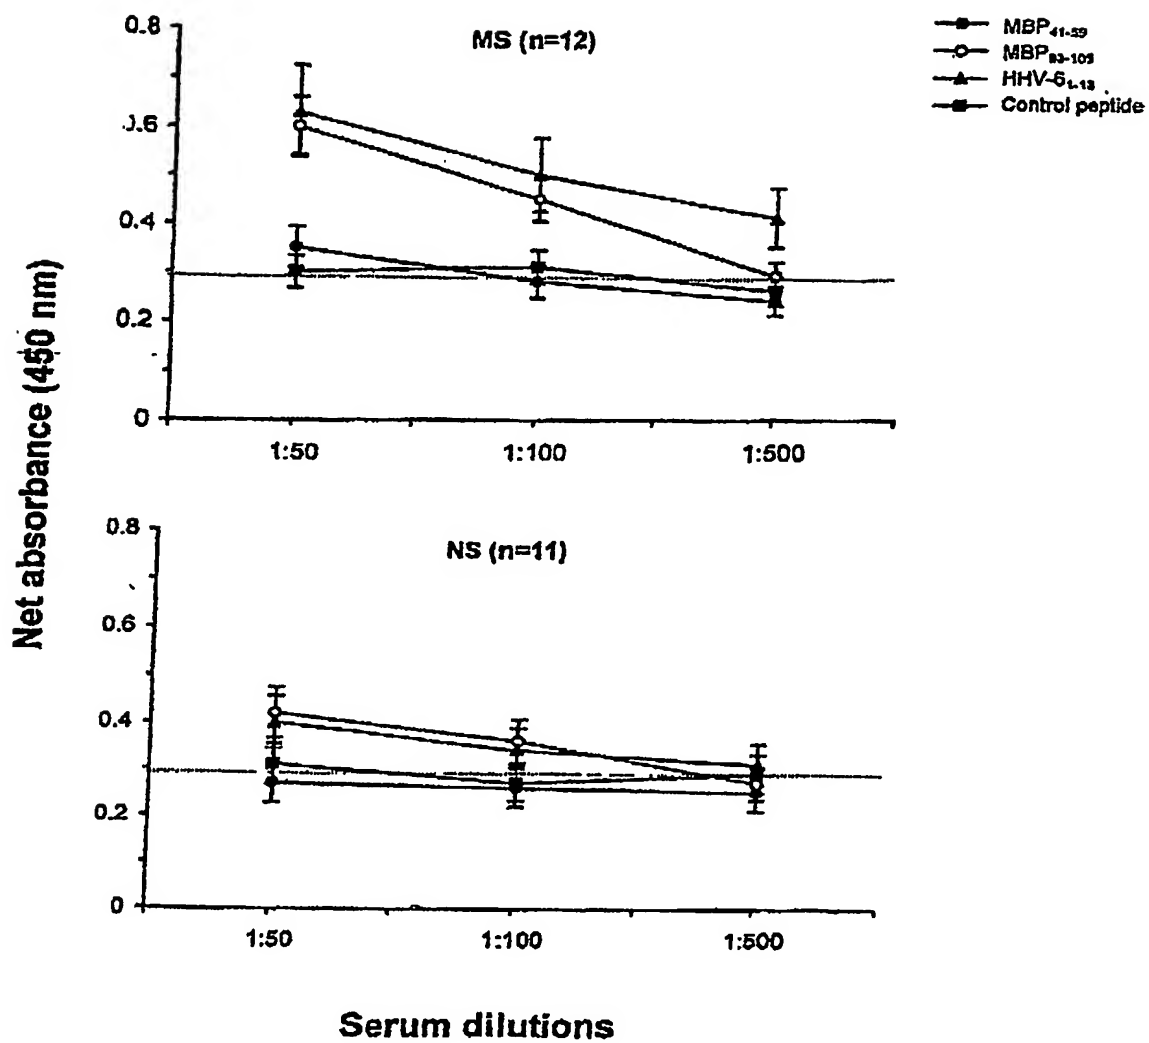 MS (n=12)
MBP41-59
MBP93-105
HHV-61-13
Control peptide
0.8
0.6
0.4
0.2
0
1:50 1:100 1:500
Net absorbance (450 nm)
NS (n=11)
0.8
0.6
0.4
0.2
0
1:50 1:100 1:500
Serum dilutions